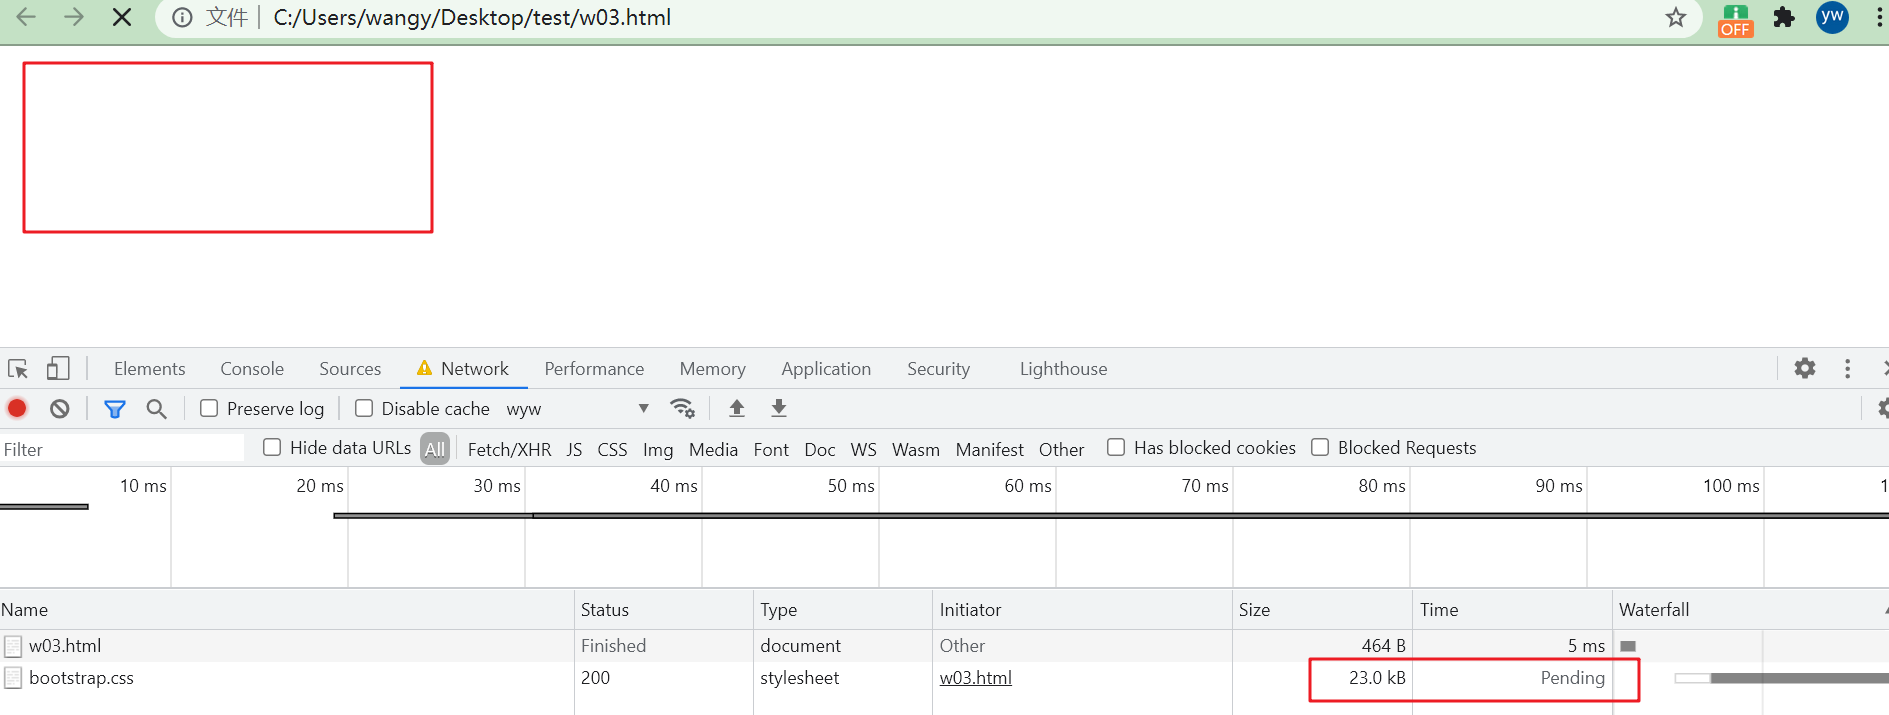 文件 C:/Users/wangy/Desktop/test/w03.html OFF yw
Elements Console Sources Network Performance Memory Application Security Lighthouse
Preserve log Disable cache wyw
Filter Hide data URLs All Fetch/XHR JS CSS Img Media Font Doc WS Wasm Manifest Other Has blocked cookies Blocked Requests
10 ms 20 ms 30 ms 40 ms 50 ms 60 ms 70 ms 80 ms 90 ms 100 ms 1
Name Status Type Initiator Size Time Waterfall
w03.html Finished document Other 464 B 5 ms
bootstrap.css 200 stylesheet w03.html 23.0 kB Pending